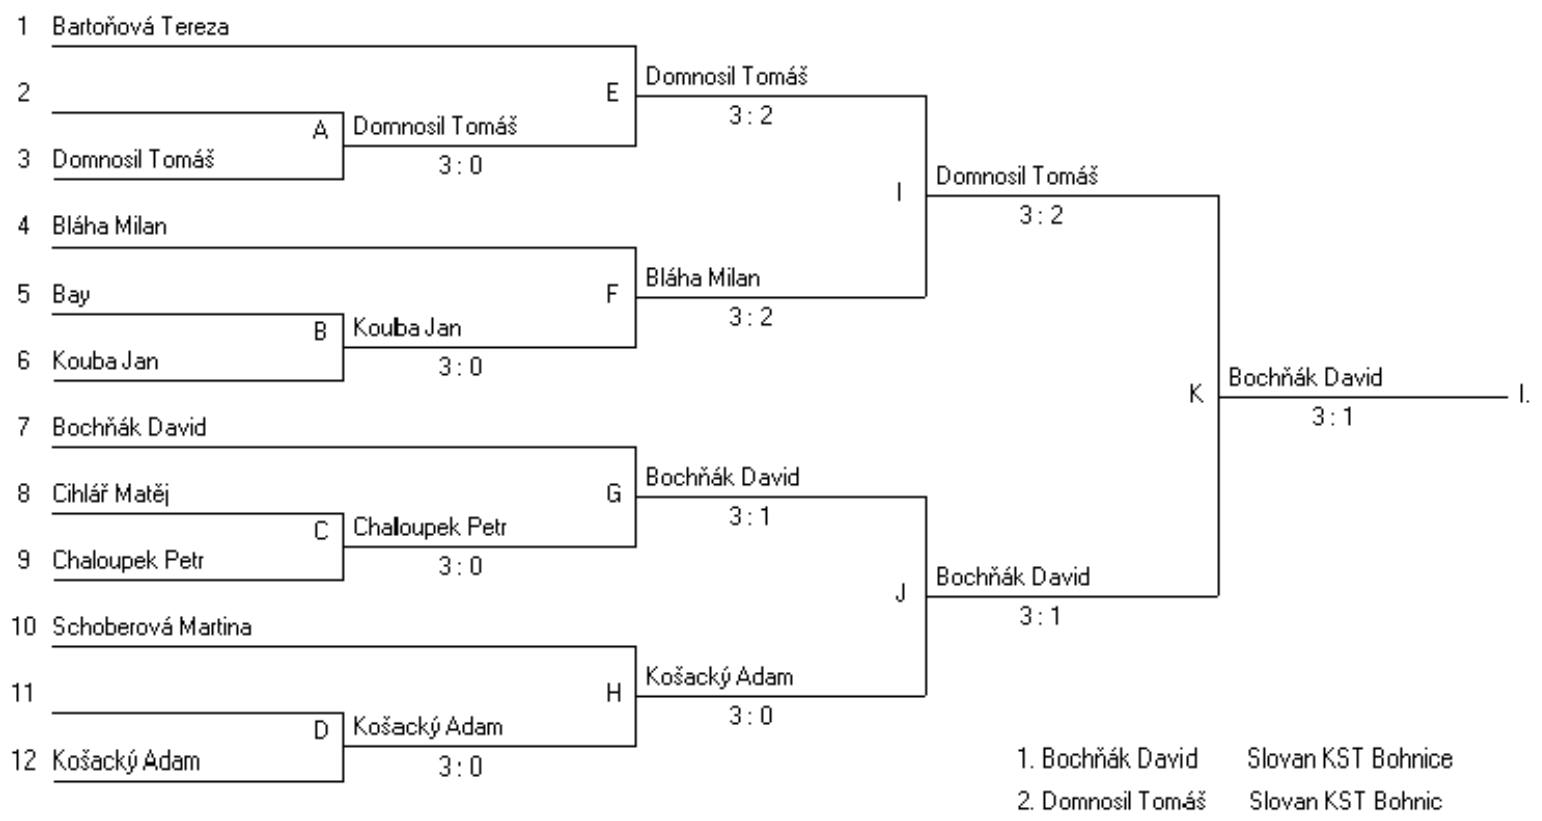 1 Bartoňová Tereza
Domnosil Tomáš
2
E
3 : 2
A
Domnosil Tomáš
3 Domnosil Tomáš
3 : 0
Domnosil Tomáš
I
3 : 2
4 Bláha Milan
Bláha Milan
5 Bay
F
3 : 2
B
Kouba Jan
6 Kouba Jan
3 : 0
Bochňák David
K
I.
3 : 1
7 Bochňák David
Bochňák David
8 Cihlář Matěj
G
3 : 1
C
Chaloupek Petr
9 Chaloupek Petr
3 : 0
Bochňák David
J
3 : 1
10 Schoberová Martina
Košacký Adam
11
H
3 : 0
D
Košacký Adam
12 Košacký Adam
3 : 0
1. Bochňák David Slovan KST Bohnice
2. Domnosil Tomáš Slovan KST Bohnic